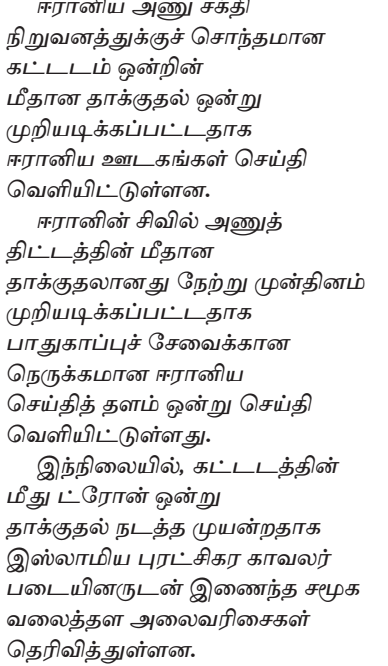 ஈரானிய அணு சக்தி
நிறுவனத்துக்குச் சொந்தமான
கட்டடம் ஒன்றின்
மீதான தாக்குதல் ஒன்று
முறியடிக்கப்பட்டதாக
ஈரானிய ஊடகங்கள் செய்தி
வெளியிட்டுள்ளன.
ஈரானின் சிவில் அணுத்
திட்டத்தின் மீதான
தாக்குதலானது நேற்று முன்தினம்
முறியடிக்கப்பட்டதாக
பாதுகாப்புச் சேவைக்கான
நெருக்கமான ஈரானிய
செய்தித் தளம் ஒன்று செய்தி
வெளியிட்டுள்ளது.
இந்நிலையில், கட்டடத்தின்
மீது ட்ரோன் ஒன்று
தாக்குதல் நடத்த முயன்றதாக
இஸ்லாமிய புரட்சிகர காவலர்
படையினருடன் இணைந்த சமூக
வலைத்தள அலைவரிசைகள்
தெரிவித்துள்ளன.